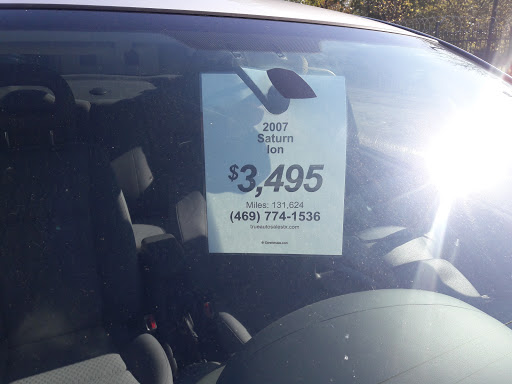 2007
Saturn
Ion
$3,495
Miles: 131,624
(469) 774-1536